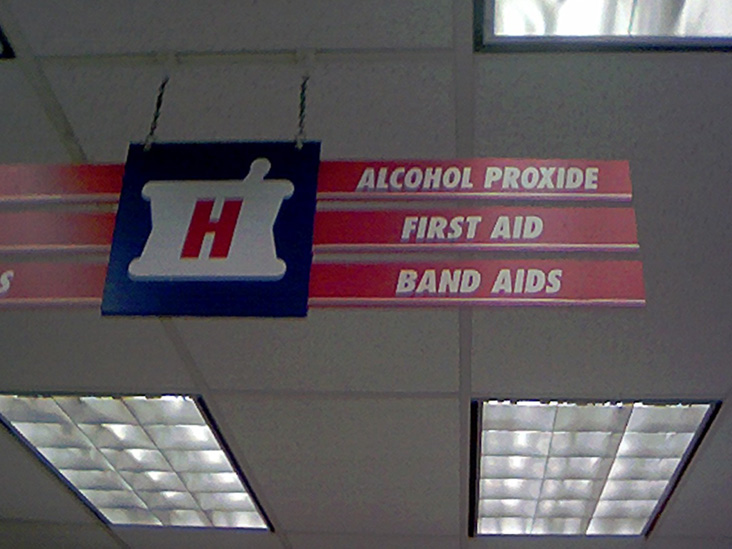 H
ALCOHOL PROXIDE
FIRST AID
BAND AIDS
S